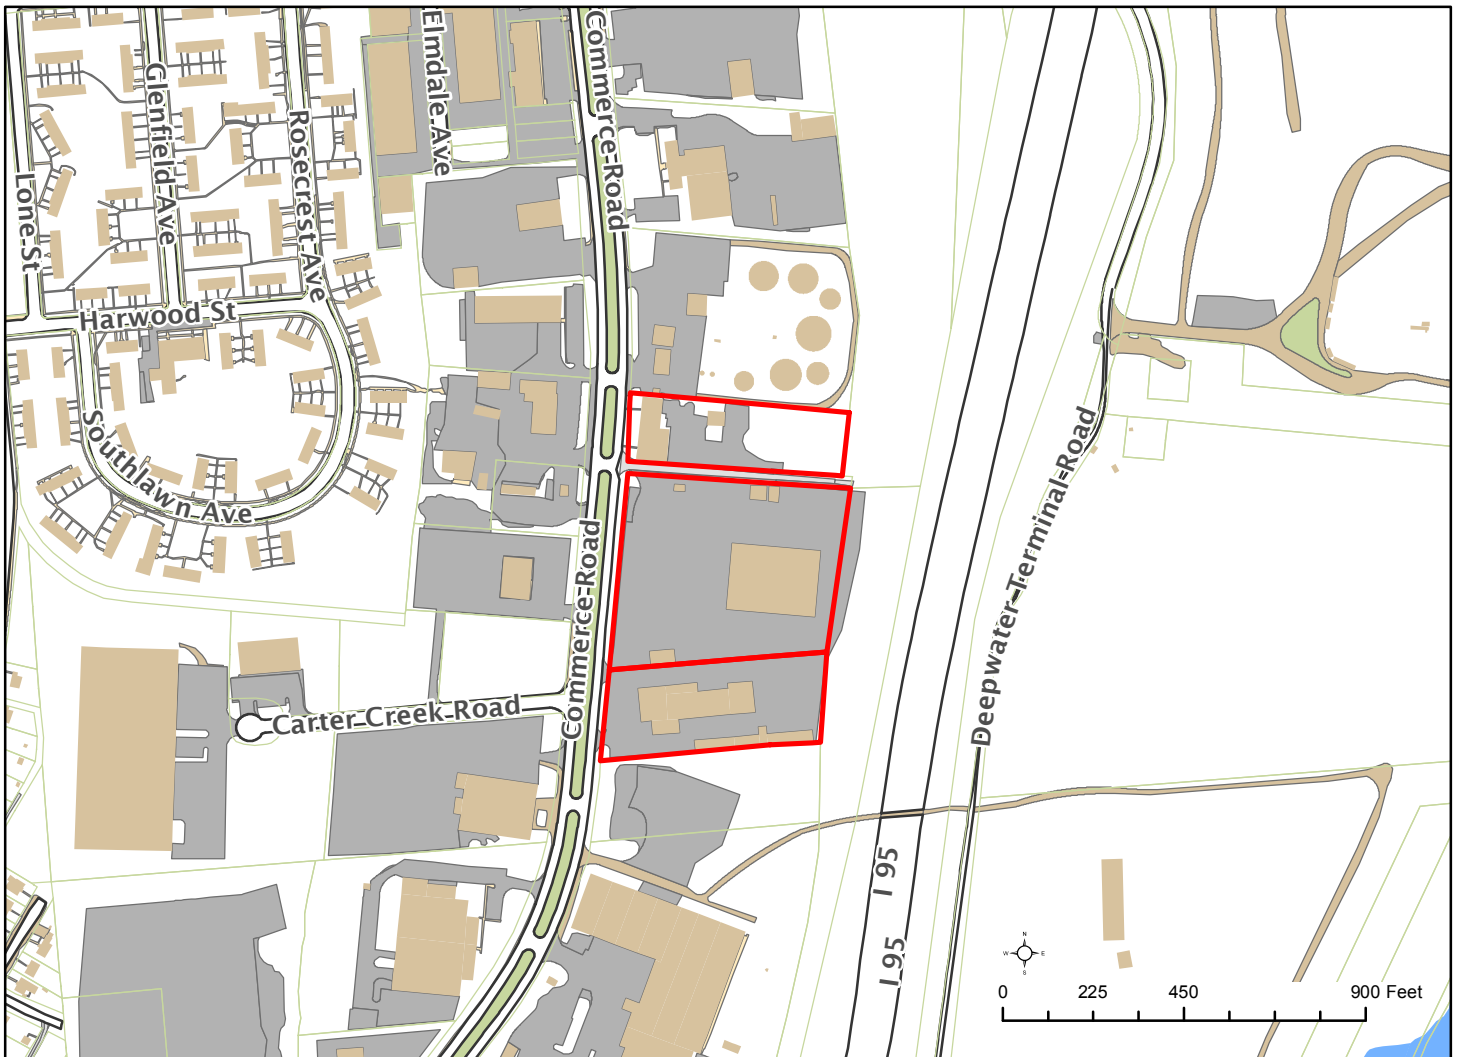 Commerce Road
Elmdale Ave
Glenfield Ave
Rosecrest Ave
Lone St
Harwood St
Southlawn Ave
Commerce Road
Carter Creek Road
Deepwater Terminal Road
I 95
I 95
N
W E
S
0 225 450 900 Feet